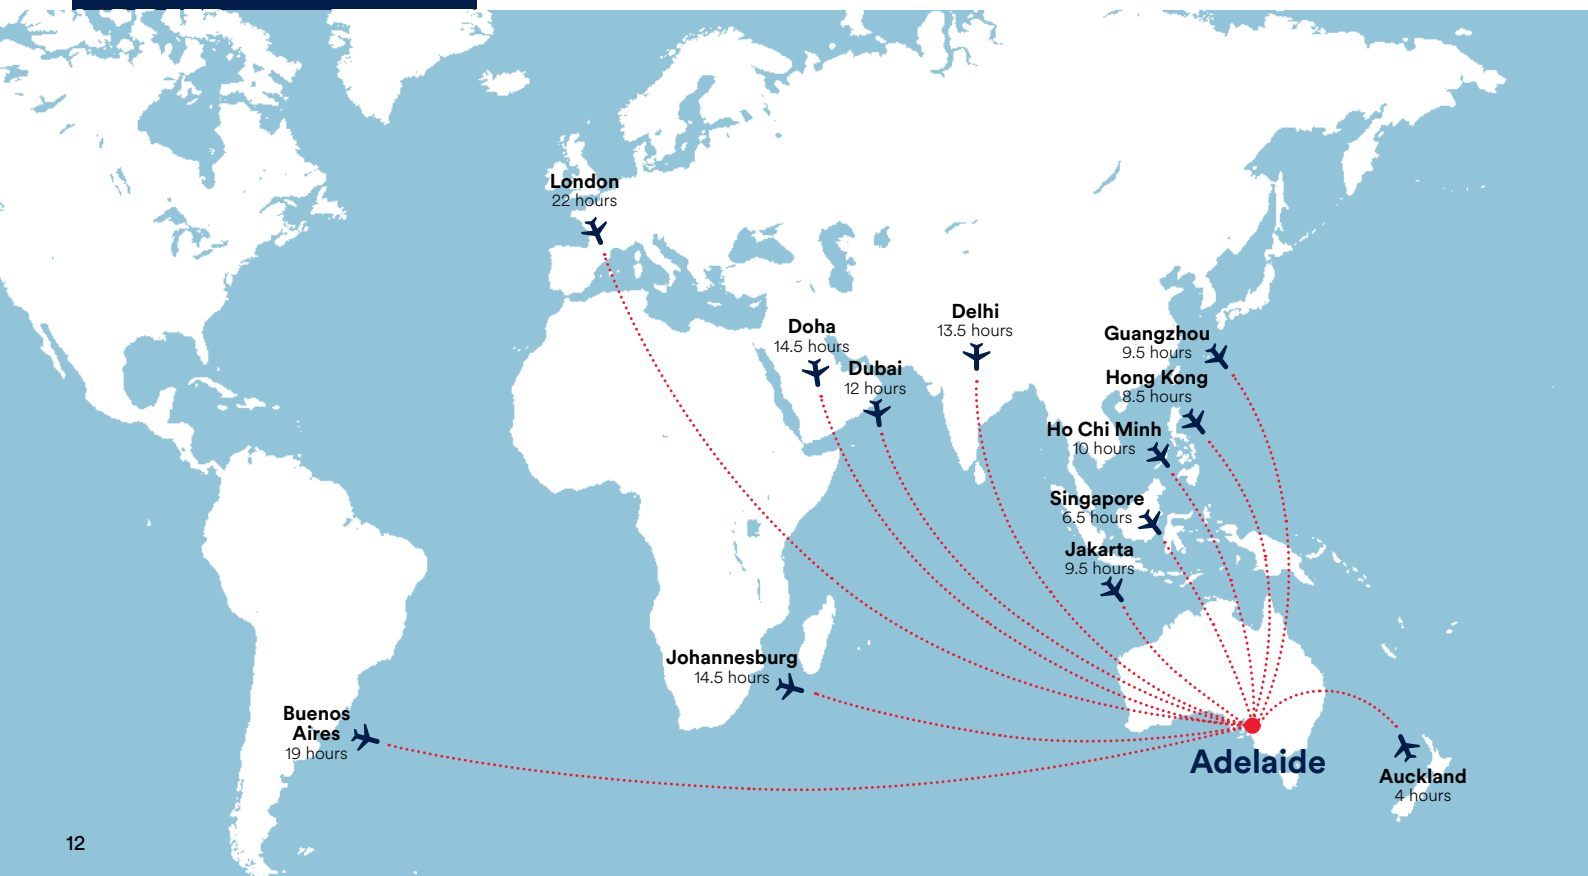 London
22 hours
Doha
14.5 hours
Dubai
12 hours
Delhi
13.5 hours
Guangzhou
9.5 hours
Hong Kong
8.5 hours
Ho Chi Minh
10 hours
Singapore
6.5 hours
Jakarta
9.5 hours
Johannesburg
14.5 hours
Buenos
Aires
19 hours
Adelaide
Auckland
4 hours
12